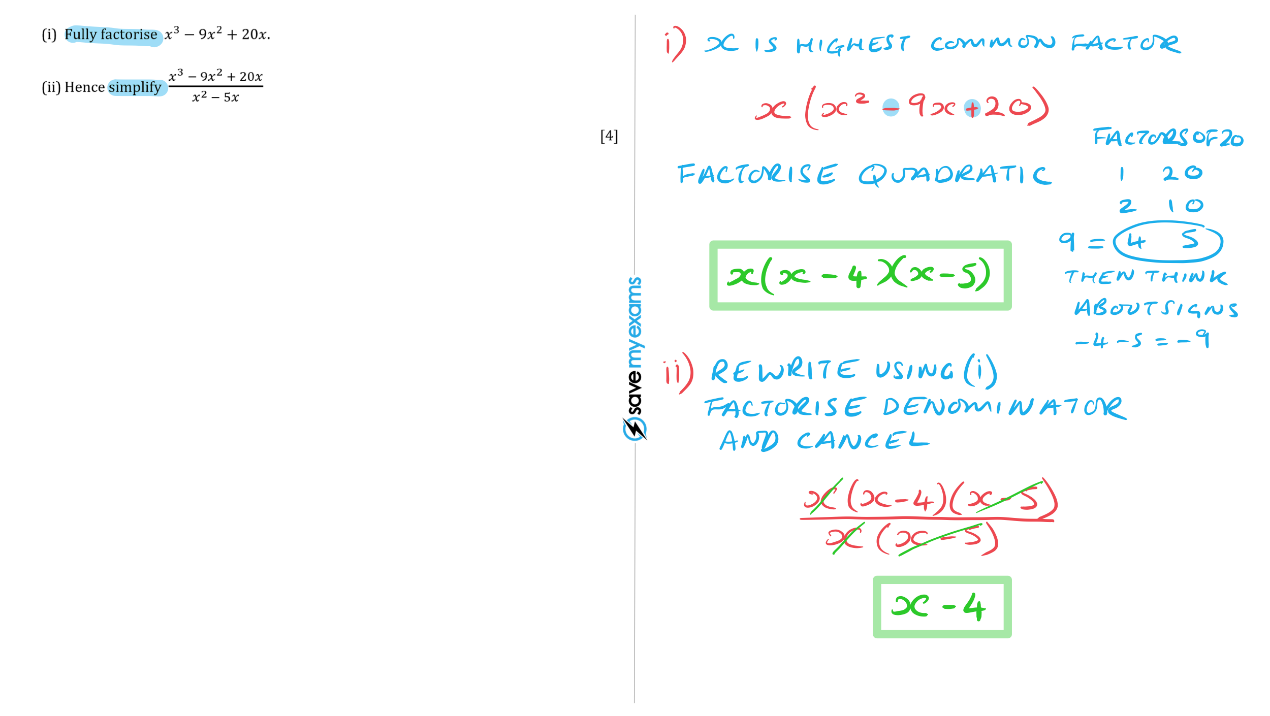 (i) Fully factorise x³ − 9x² + 20x.
(ii) Hence simplify (x³ − 9x² + 20x)/(x² − 5x)
[4]
save my exams
i) x IS HIGHEST COMMON FACTOR
x(x² − 9x + 20)
FACTORISE QUADRATIC
x(x − 4)(x − 5)
FACTORS OF 20
1 20
2 10
9 = 4 5
THEN THINK
ABOUT SIGNS
−4 −5 = −9
ii) REWRITE USING (i)
FACTORISE DENOMINATOR
AND CANCEL
x(x − 4)(x − 5)
x(x − 5)
x − 4